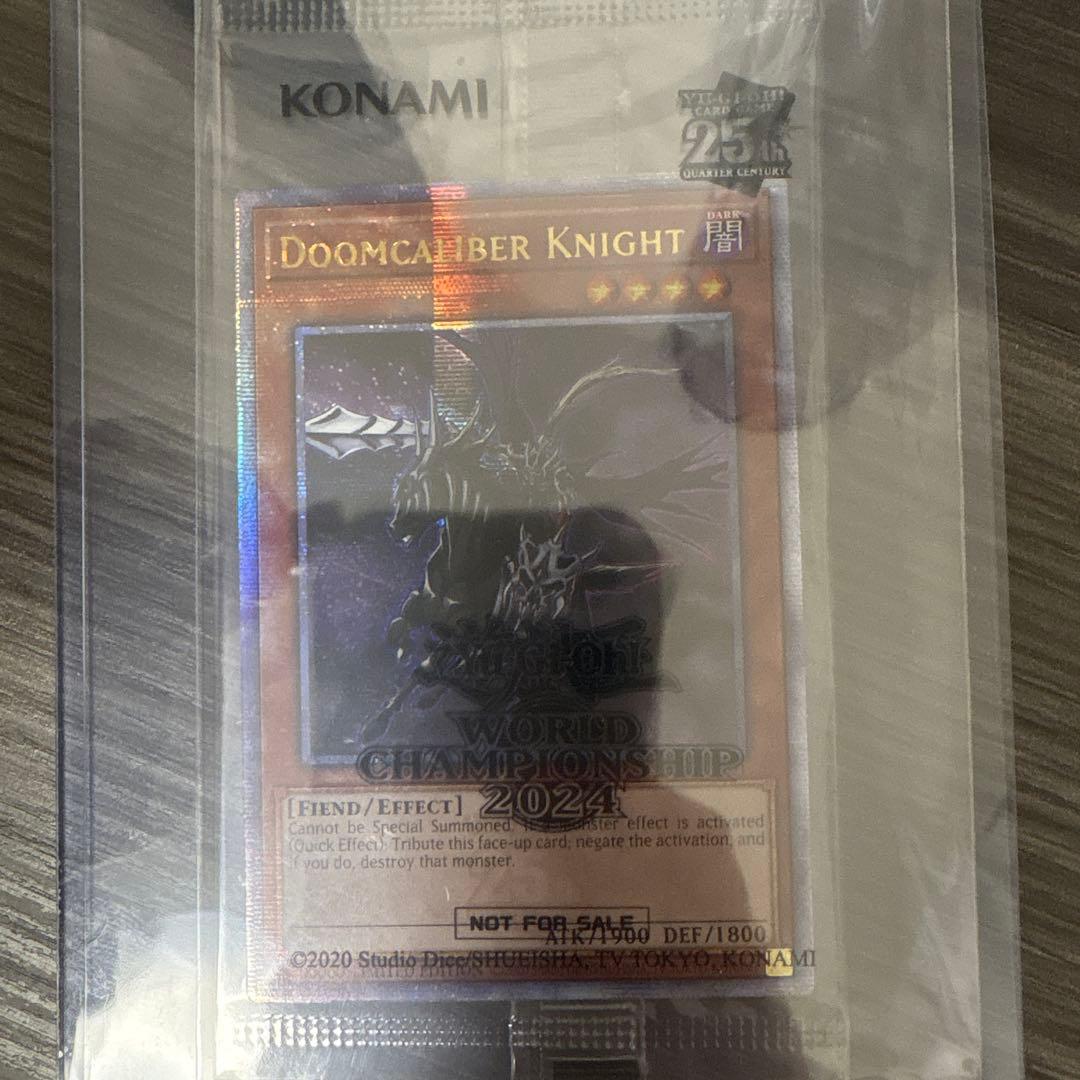 KONAMI
YU-GI-OH!
CARD GAME
25th
QUARTER CENTURY
DOOMCALIBER KNIGHT
DARK
闇
Yu-Gi-Oh!
WORLD
CHAMPIONSHIP
2024
[FIEND/EFFECT]
Cannot be Special Summoned. If a monster effect is activated
(Quick Effect): Tribute this face-up card; negate the activation, and
if you do, destroy that monster.
NOT FOR SALE
ATK/1900 DEF/1800
©2020 Studio Dice/SHUEISHA, TV TOKYO, KONAMI
LIMITED EDITION